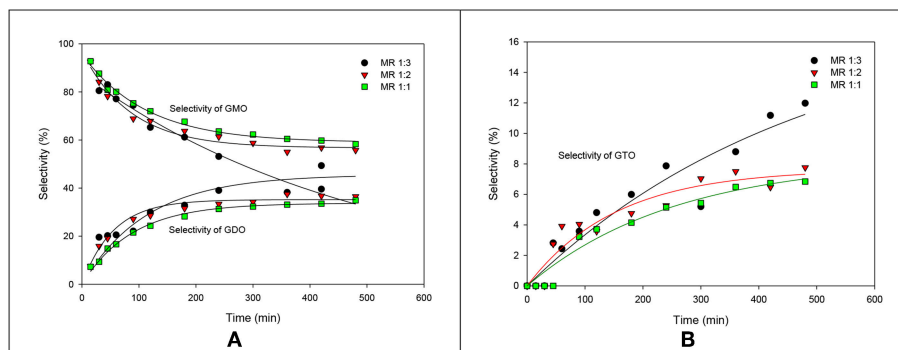 100
80
60
40
20
0
Selectivity (%)
MR 1:3
MR 1:2
MR 1:1
Selectivity of GMO
Selectivity of GDO
0 100 200 300 400 500 600
Time (min)
A
16
14
12
10
8
6
4
2
0
Selectivity (%)
MR 1:3
MR 1:2
MR 1:1
Selectivity of GTO
0 100 200 300 400 500 600
Time (min)
B